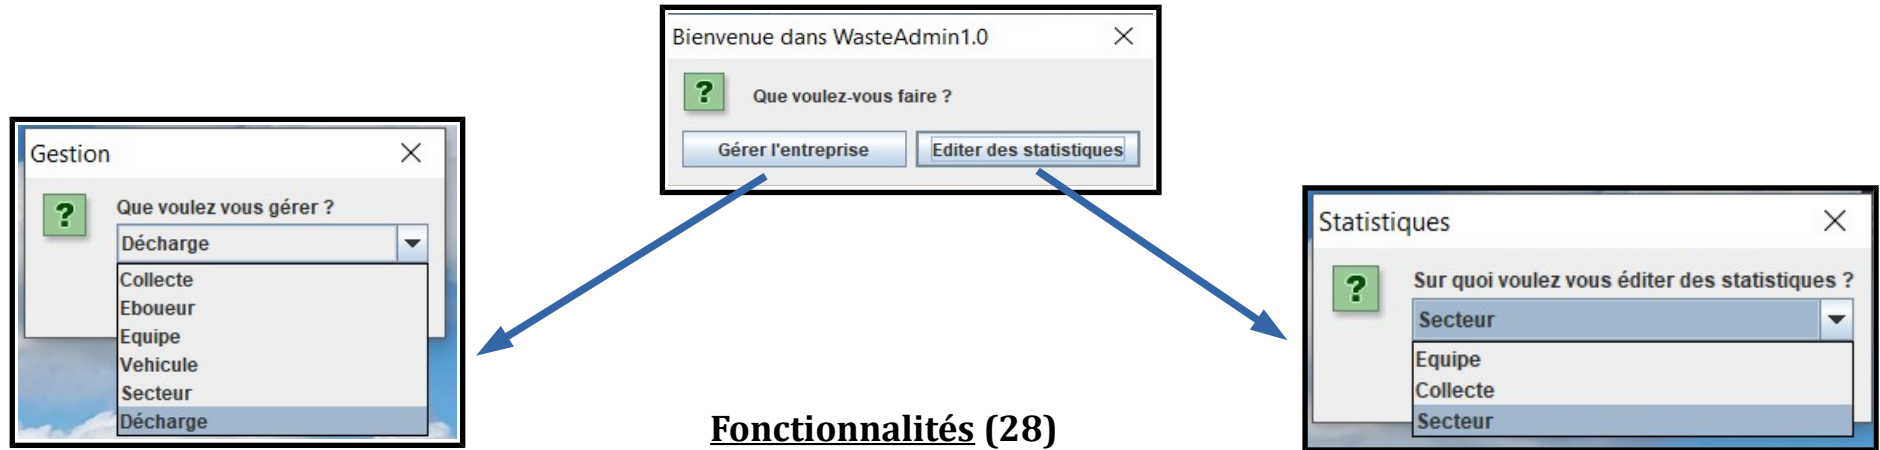 Bienvenue dans WasteAdmin1.0
?
Que voulez-vous faire ?
Gérer l'entreprise
Editer des statistiques
Gestion
?
Que voulez vous gérer ?
Décharge
Collecte
Eboueur
Equipe
Vehicule
Secteur
Décharge
Statistiques
?
Sur quoi voulez vous éditer des statistiques ?
Secteur
Equipe
Collecte
Secteur
Fonctionnalités (28)